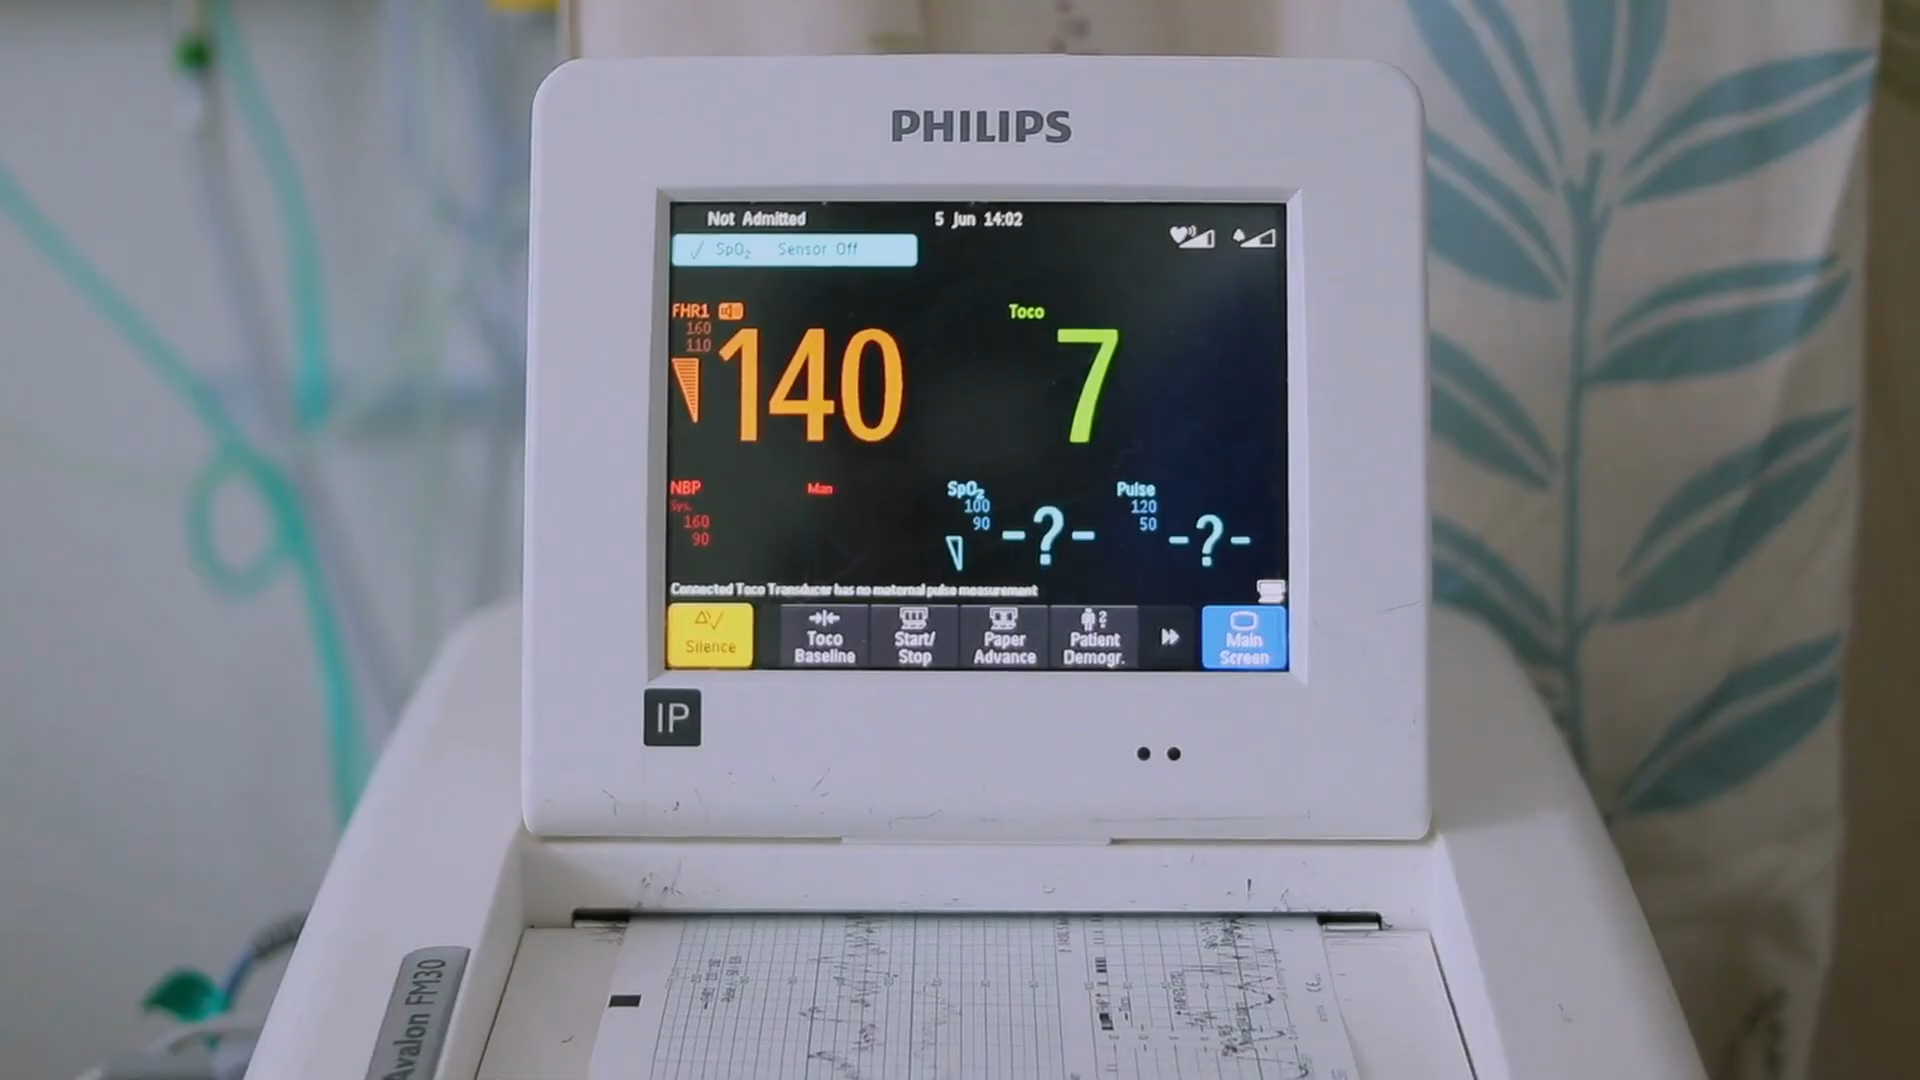 PHILIPS
Not Admitted
5 Jun 14:02
SpO₂ Sensor Off
FHR1
160
110
140
Toco
7
NBP
Man
Sys.
160
90
SpO₂
100
90
-?-
Pulse
120
50
-?-
Connected Toco Transducer has no maternal pulse measurement
Silence
Toco
Baseline
Start/
Stop
Paper
Advance
Patient
Demogr.
Main
Screen
IP
Avalon FM30